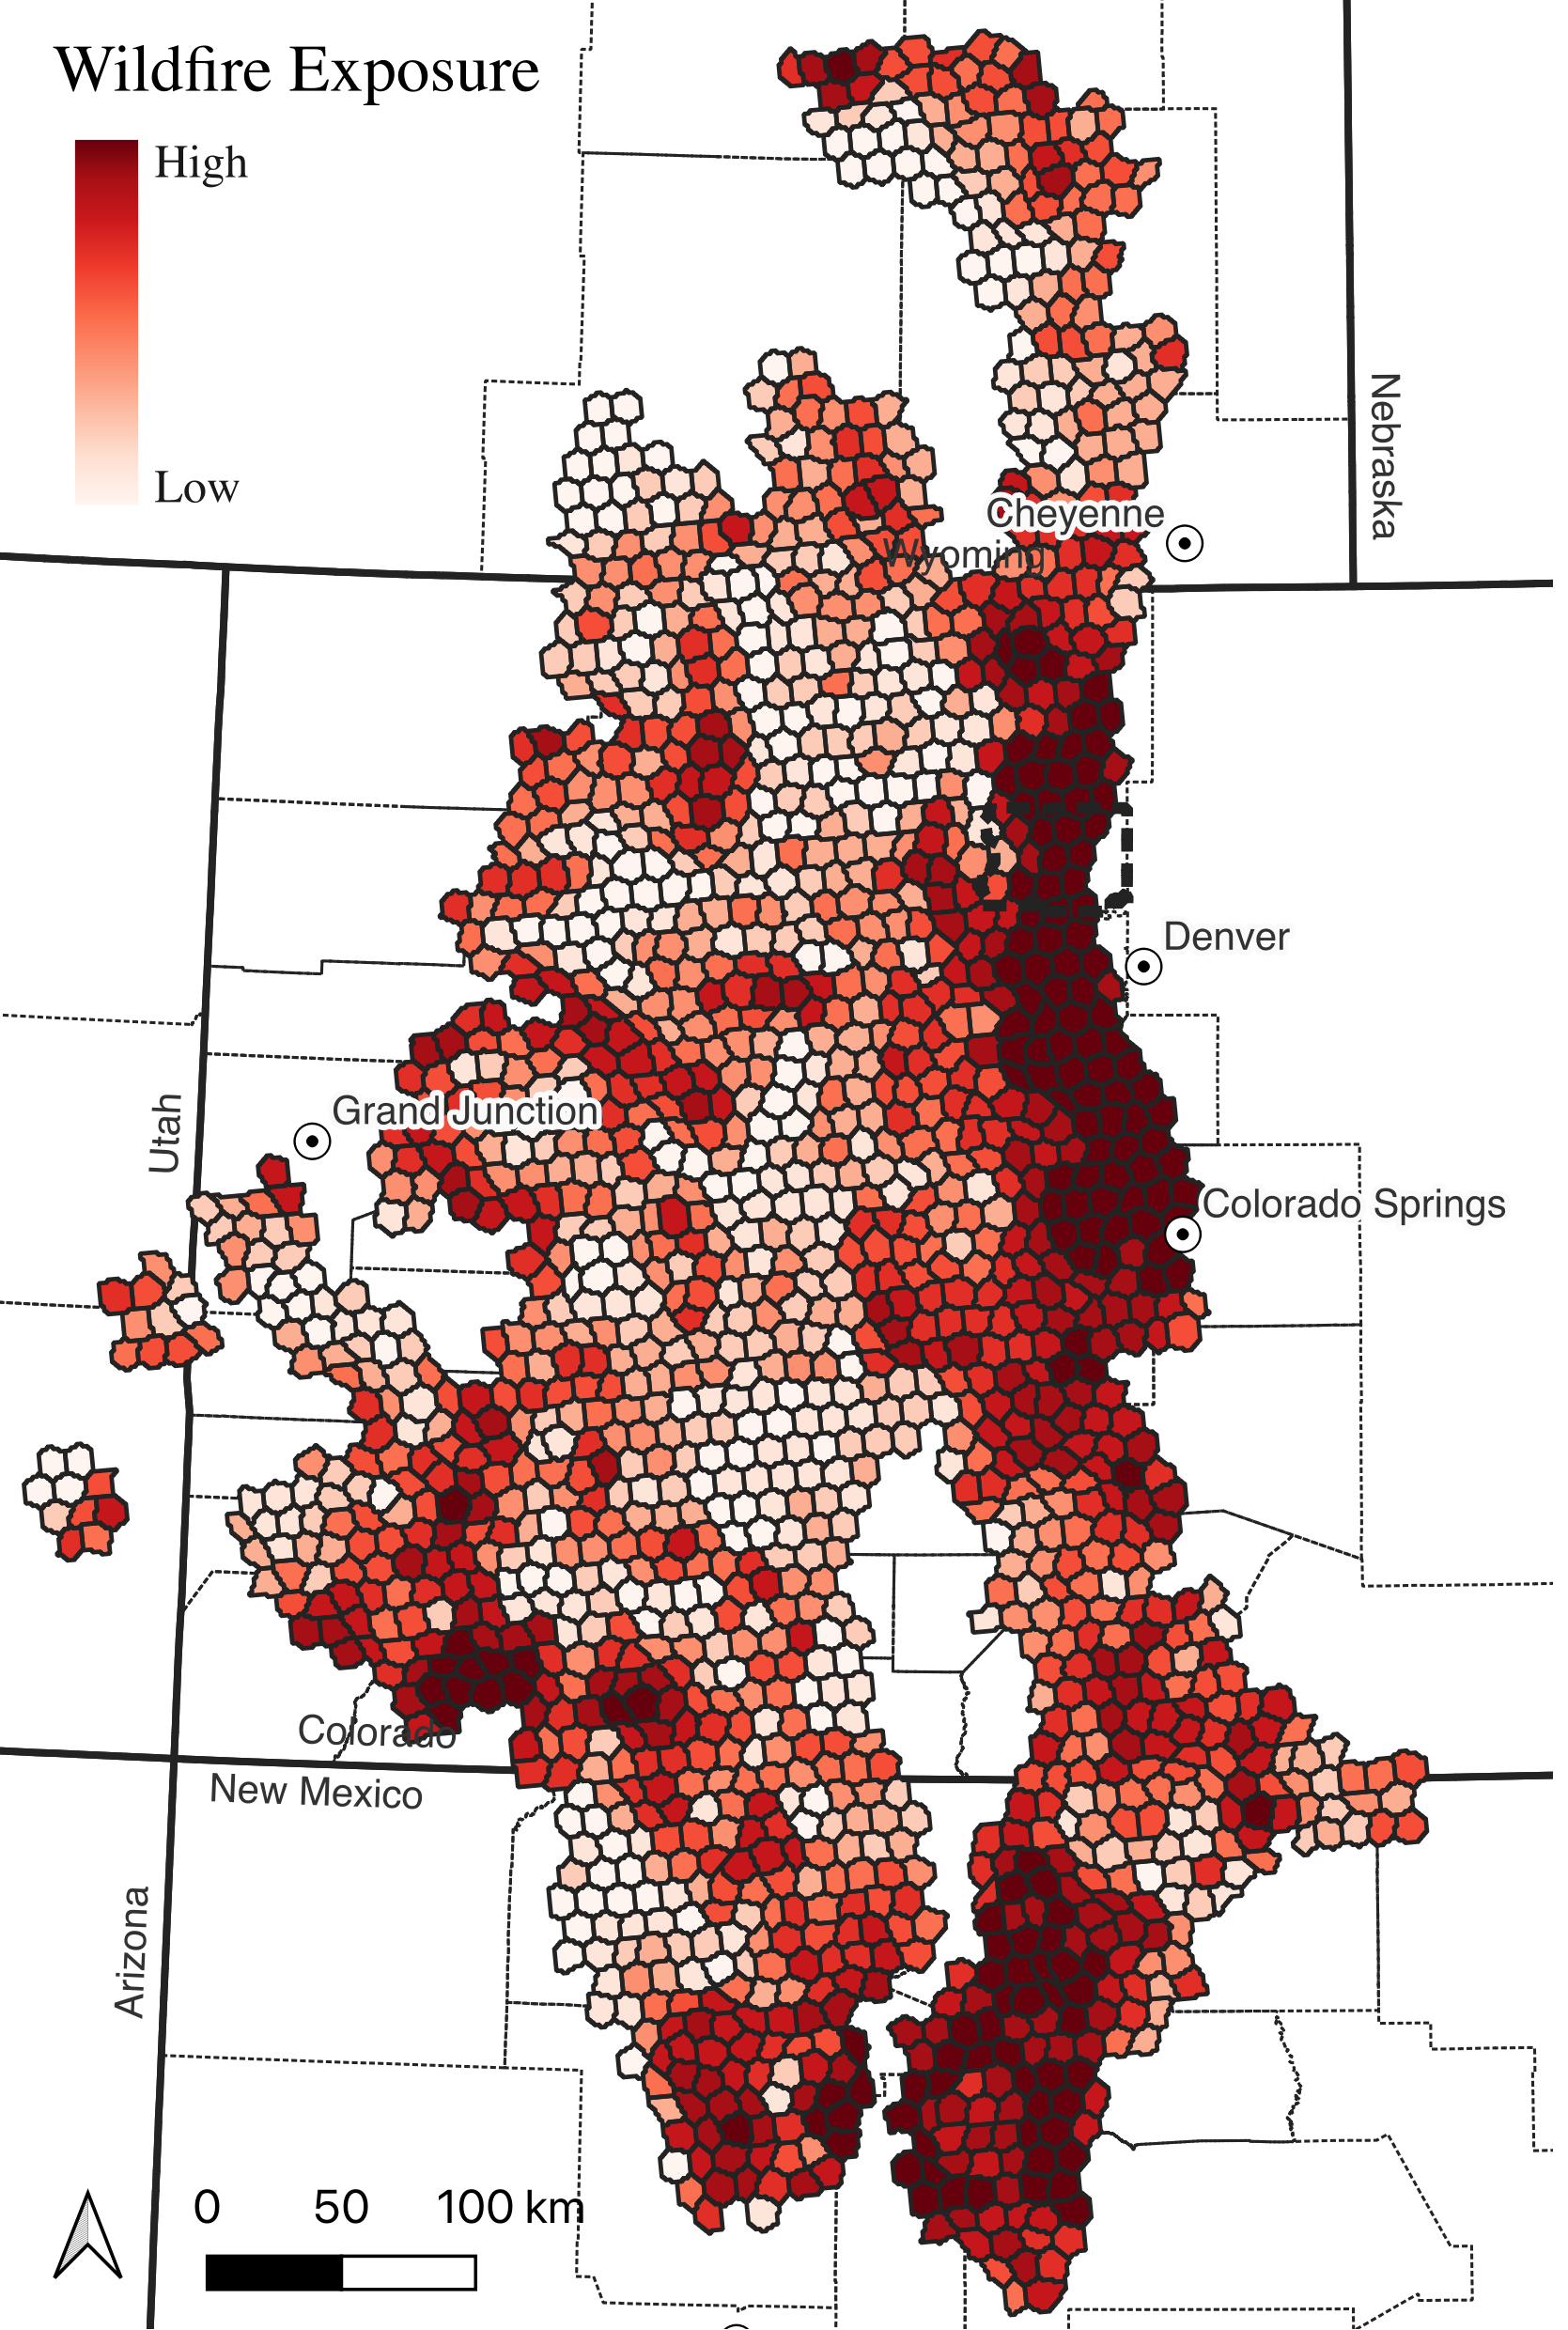 Wildfire Exposure
High
Low
Nebraska
Cheyenne
Wyoming
Denver
Utah
Grand Junction
Colorado Springs
Colorado
New Mexico
Arizona
0 50 100 km